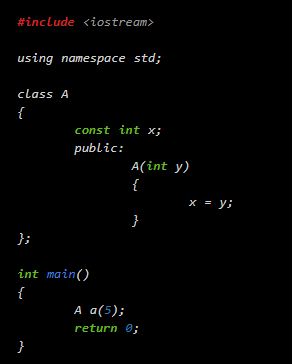 #include <iostream>
using namespace std;
class A
{
const int x;
public:
A(int y)
{
x = y;
}
};
int main()
{
A a(5);
return 0;
}